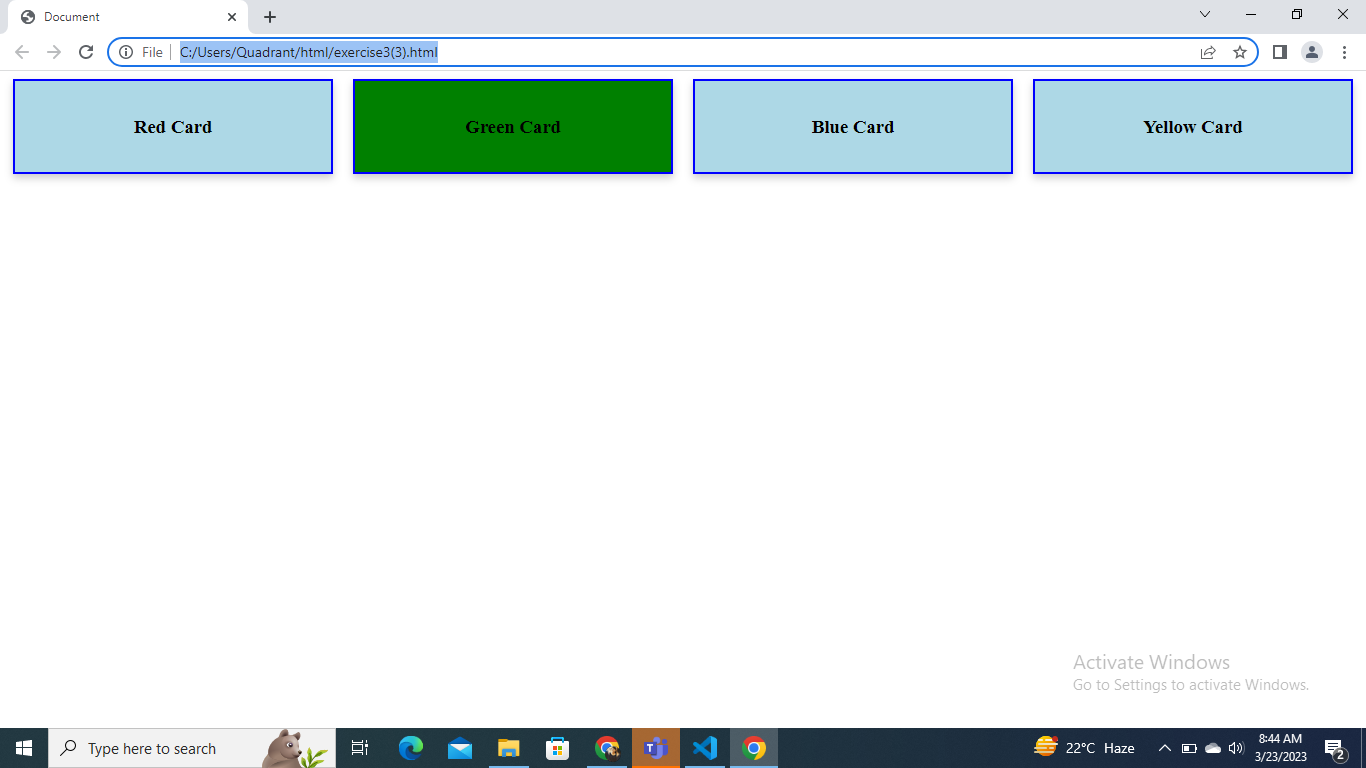 Document
File
C:/Users/Quadrant/html/exercise3(3).html
Red Card
Green Card
Blue Card
Yellow Card
Activate Windows
Go to Settings to activate Windows.
Type here to search
22°C Haze
8:44 AM
3/23/2023
2